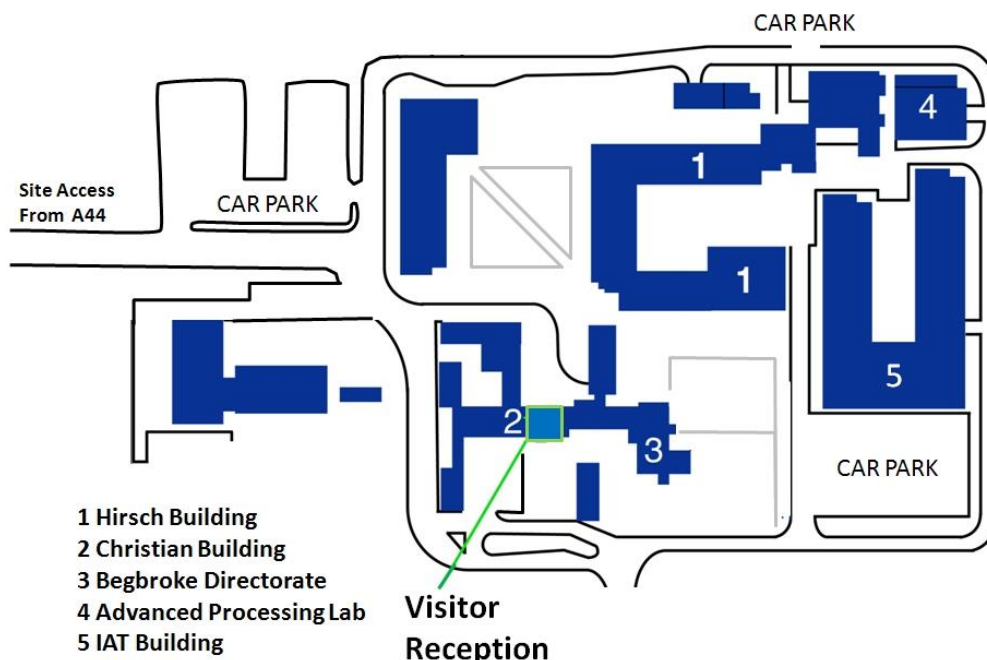 CAR PARK
4
1
Site Access
From A44
CAR PARK
1
5
2
3
CAR PARK
1 Hirsch Building
2 Christian Building
3 Begbroke Directorate
4 Advanced Processing Lab
5 IAT Building
Visitor
Reception